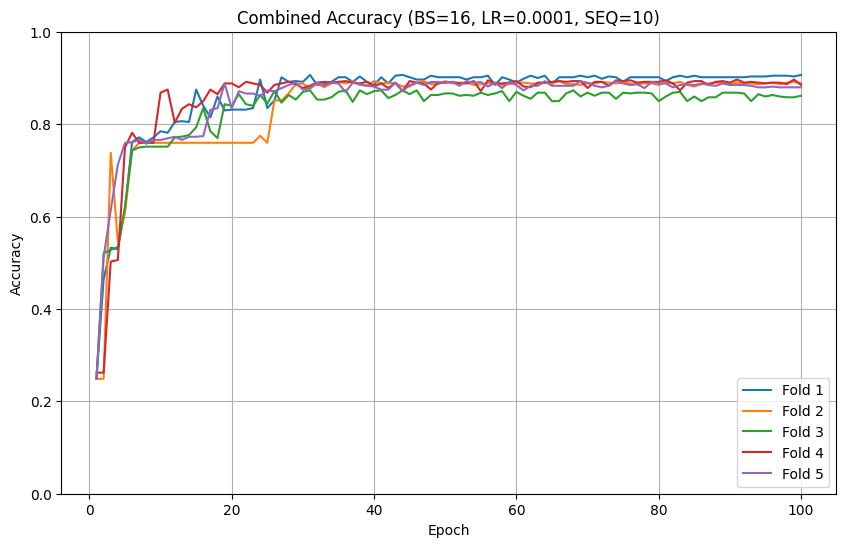 Combined Accuracy (BS=16, LR=0.0001, SEQ=10)
1.0
0.8
0.6
0.4
0.2
0.0
Accuracy
0 20 40 60 80 100
Epoch
Fold 1
Fold 2
Fold 3
Fold 4
Fold 5